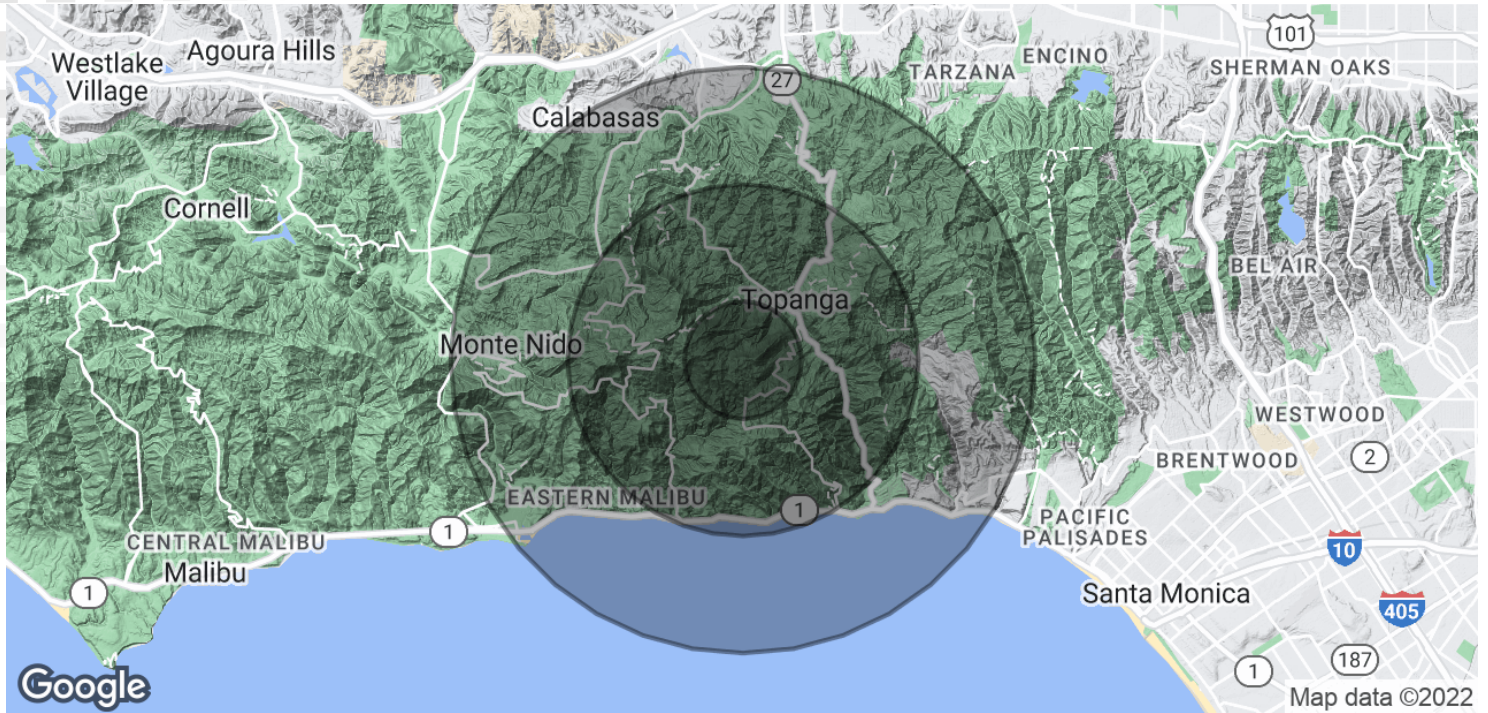 Agoura Hills
Westlake
Village
101
SHERMAN OAKS
ENCINO
TARZANA
27
Calabasas
Cornell
BEL AIR
Topanga
Monte Nido
WESTWOOD
2
BRENTWOOD
EASTERN MALIBU
1
1
CENTRAL MALIBU
PACIFIC
PALISADES
10
Malibu
1
Santa Monica
405
187
1
Google
Map data ©2022